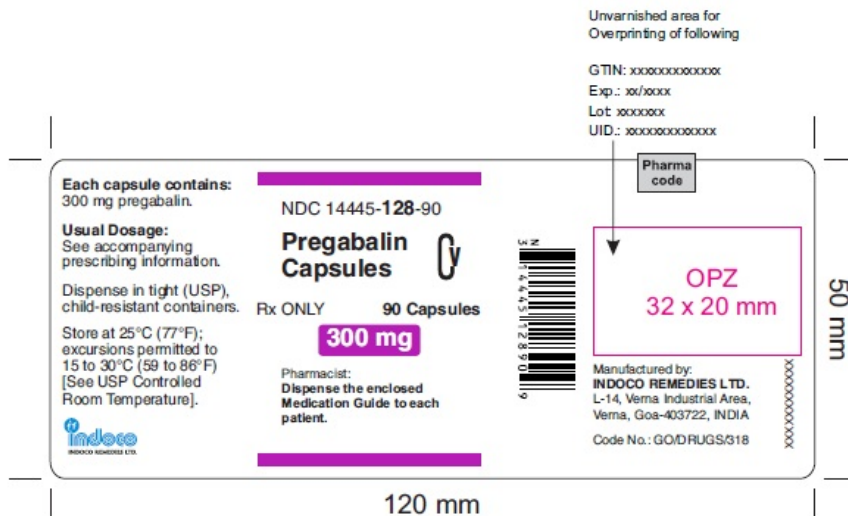 Unvarnished area for
Overprinting of following
GTIN: xxxxxxxxxxxxx
Exp.: xx/xxxx
Lot: xxxxxxx
UID.: xxxxxxxxxxxxx
Pharma
code
Each capsule contains:
300 mg pregabalin.
Usual Dosage:
See accompanying
prescribing information.
Dispense in tight (USP),
child-resistant containers.
Store at 25°C (77°F);
excursions permitted to
15 to 30°C (59 to 86°F)
[See USP Controlled
Room Temperature].
indoco
INDOCO REMEDIES LTD.
NDC 14445-128-90
Pregabalin
Capsules
CV
Rx ONLY 90 Capsules
300 mg
Pharmacist:
Dispense the enclosed
Medication Guide to each
patient.
N
3 14445 12890 9
OPZ
32 x 20 mm
Manufactured by:
INDOCO REMEDIES LTD.
L-14, Verna Industrial Area,
Verna, Goa-403722, INDIA
Code No.: GO/DRUGS/318
XXXXXXXXXXXXX
50 mm
120 mm